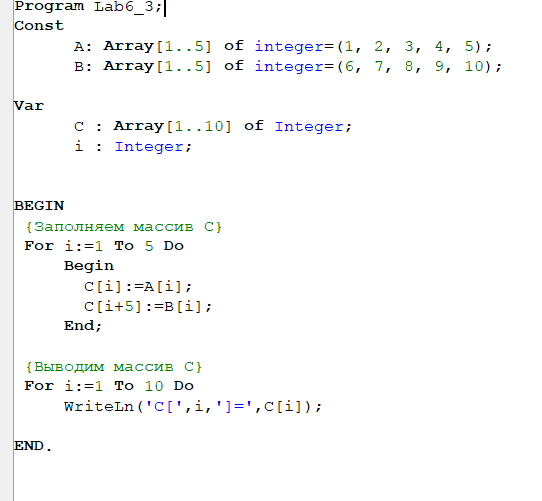 Program Lab6_3;
Const
A: Array[1..5] of integer=(1, 2, 3, 4, 5);
B: Array[1..5] of integer=(6, 7, 8, 9, 10);
Var
C : Array[1..10] of Integer;
i : Integer;
BEGIN
{Заполняем массив C}
For i:=1 To 5 Do
Begin
C[i]:=A[i];
C[i+5]:=B[i];
End;
{Выводим массив C}
For i:=1 To 10 Do
WriteLn('C[',i,']=',C[i]);
END.